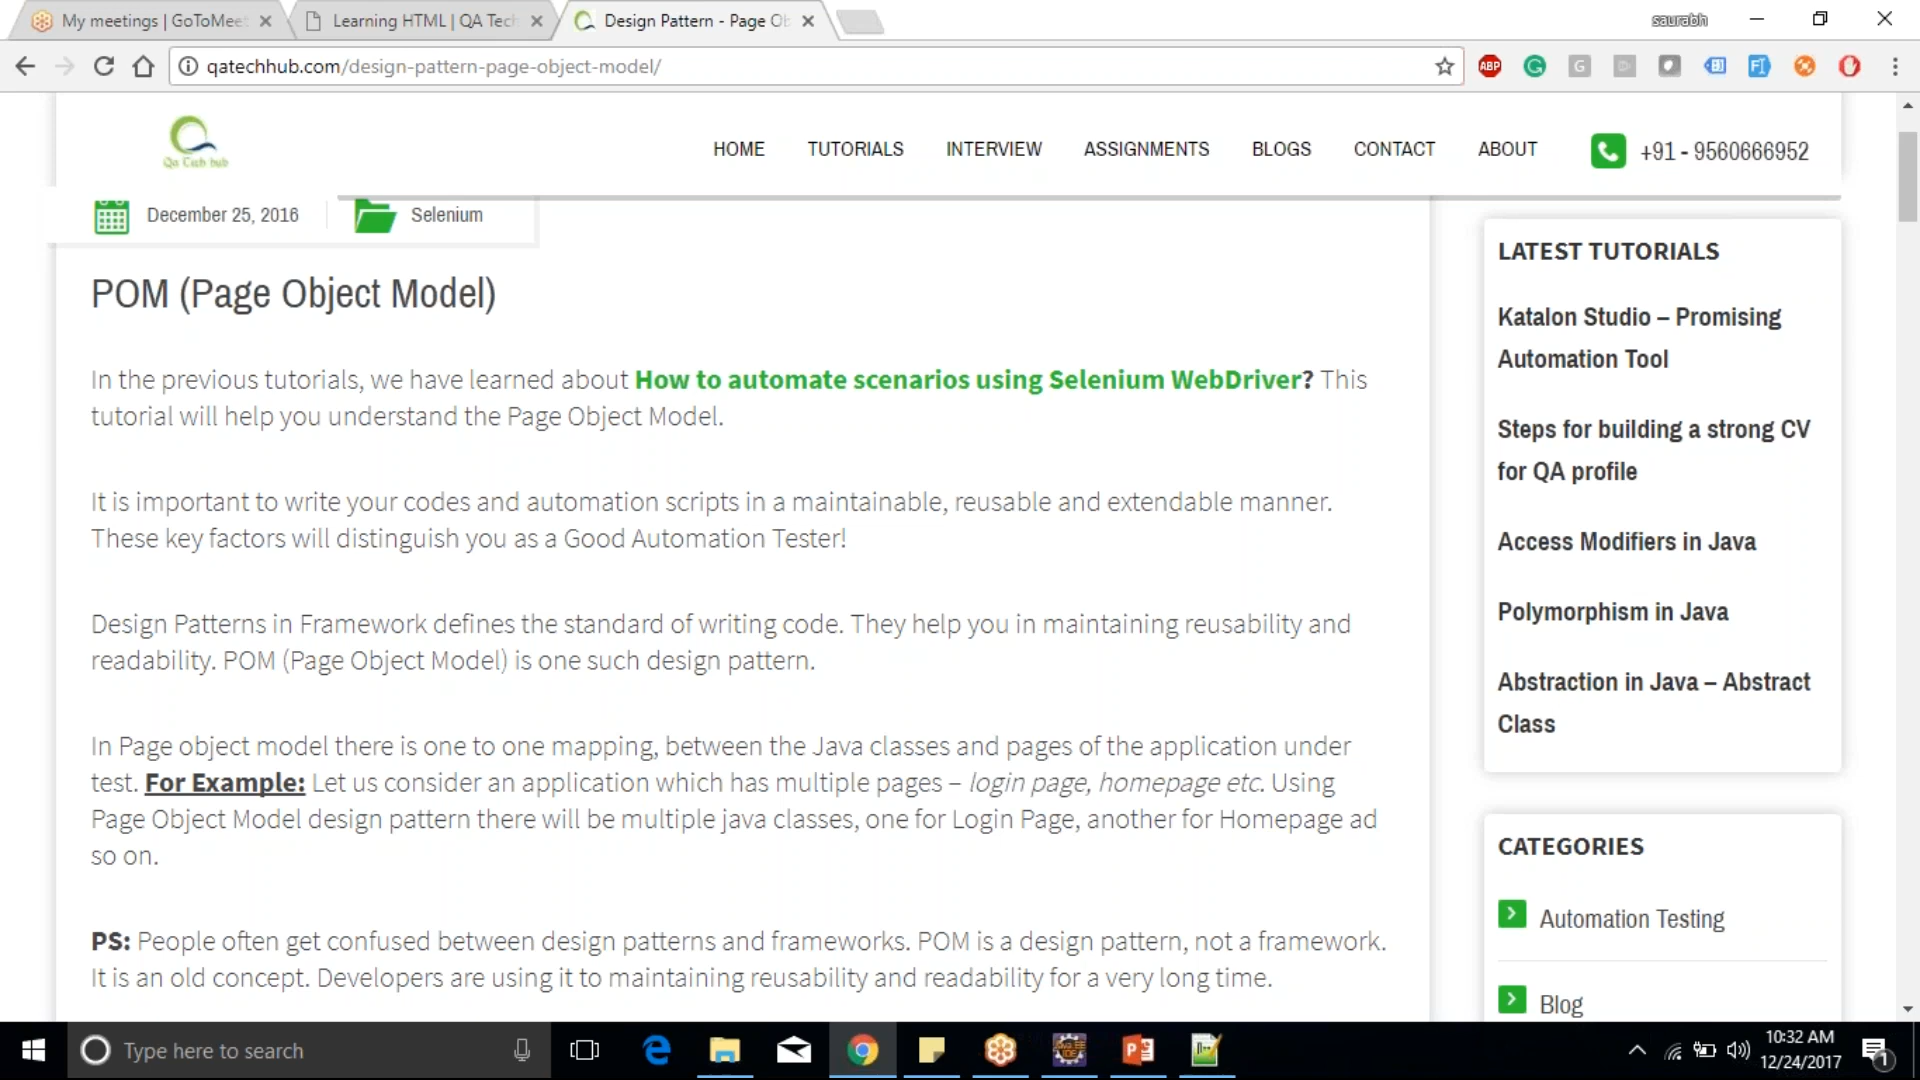 My meetings | GoToMee
Learning HTML | QA Tech
Design Pattern - Page Ob
saurabh
qatechhub.com/design-pattern-page-object-model/
Qa Tech hub
HOME
TUTORIALS
INTERVIEW
ASSIGNMENTS
BLOGS
CONTACT
ABOUT
+91 - 9560666952
December 25, 2016
Selenium
POM (Page Object Model)
In the previous tutorials, we have learned about How to automate scenarios using Selenium WebDriver? This
tutorial will help you understand the Page Object Model.
It is important to write your codes and automation scripts in a maintainable, reusable and extendable manner.
These key factors will distinguish you as a Good Automation Tester!
Design Patterns in Framework defines the standard of writing code. They help you in maintaining reusability and
readability. POM (Page Object Model) is one such design pattern.
In Page object model there is one to one mapping, between the Java classes and pages of the application under
test. For Example: Let us consider an application which has multiple pages – login page, homepage etc. Using
Page Object Model design pattern there will be multiple java classes, one for Login Page, another for Homepage ad
so on.
PS: People often get confused between design patterns and frameworks. POM is a design pattern, not a framework.
It is an old concept. Developers are using it to maintaining reusability and readability for a very long time.
LATEST TUTORIALS
Katalon Studio – Promising
Automation Tool
Steps for building a strong CV
for QA profile
Access Modifiers in Java
Polymorphism in Java
Abstraction in Java – Abstract
Class
CATEGORIES
Automation Testing
Blog
Type here to search
10:32 AM
12/24/2017
1